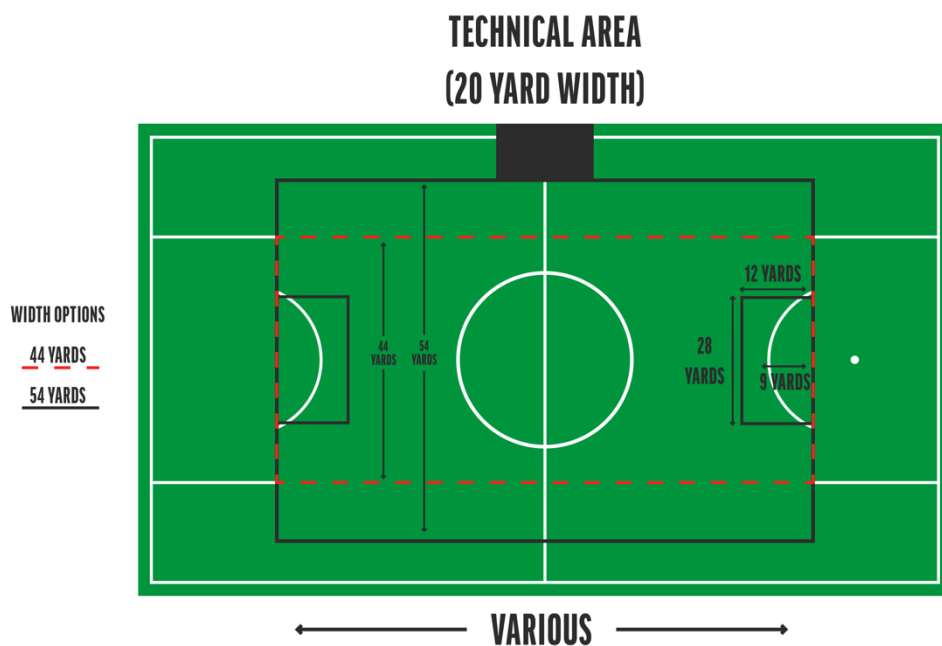 TECHNICAL AREA
(20 YARD WIDTH)
WIDTH OPTIONS
44 YARDS
54 YARDS
44
YARDS
54
YARDS
12 YARDS
28
YARDS
9 YARDS
VARIOUS